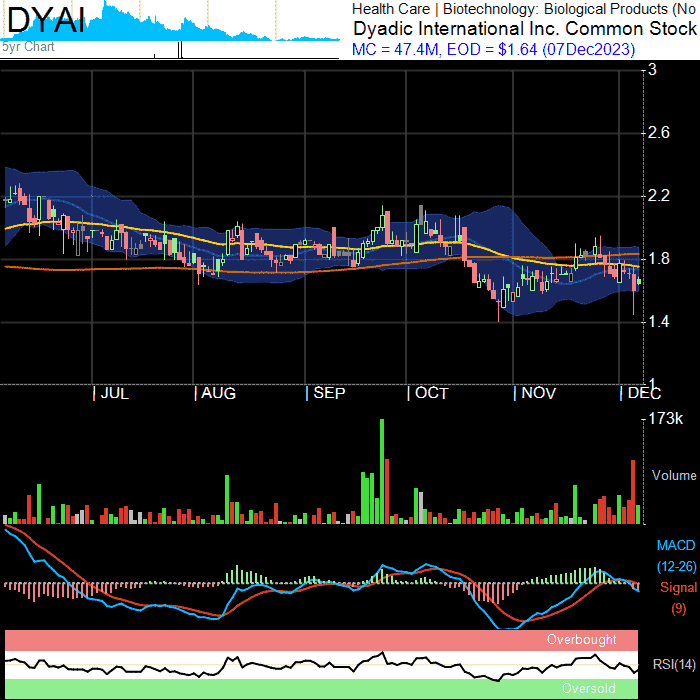 DYAI
5yr Chart
Health Care | Biotechnology: Biological Products (No
Dyadic International Inc. Common Stock
MC = 47.4M, EOD = $1.64 (07Dec2023)
3
2.6
2.2
1.8
1.4
1
| JUL | AUG | SEP | OCT | NOV | DEC
173k
Volume
MACD
(12-26)
Signal
(9)
Overbought
RSI(14)
Oversold